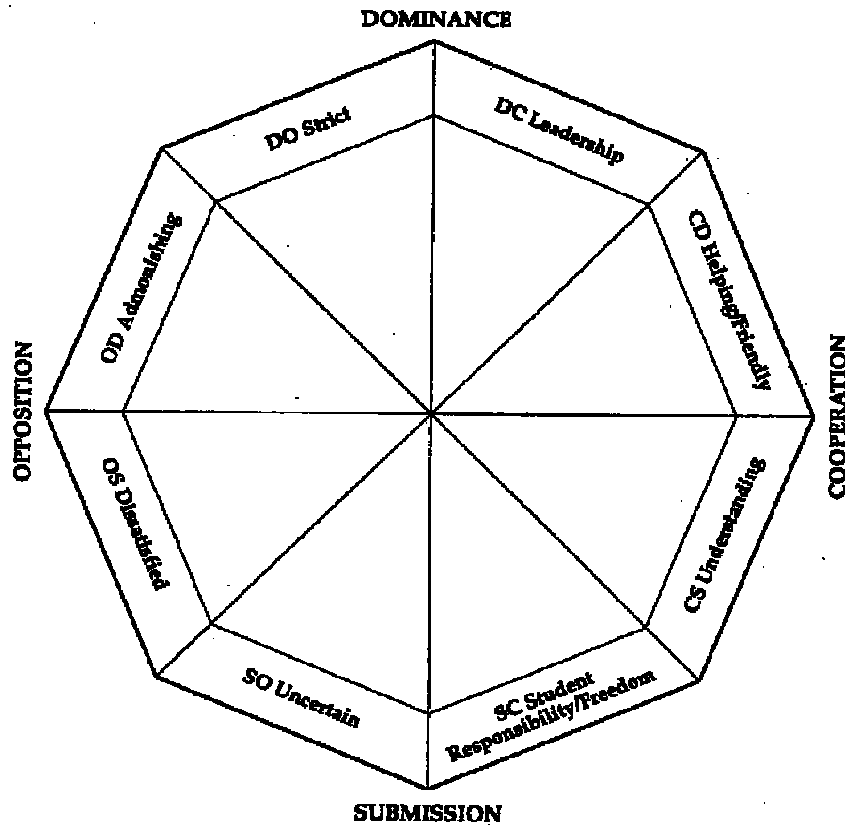 DOMINANCE
DO Strict
DC Leadership
OD Admonishing
CD Helping/Friendly
OPPOSITION
COOPERATION
OS Dissatisfied
CS Understanding
SO Uncertain
SC Student
Responsibility/Freedom
SUBMISSION